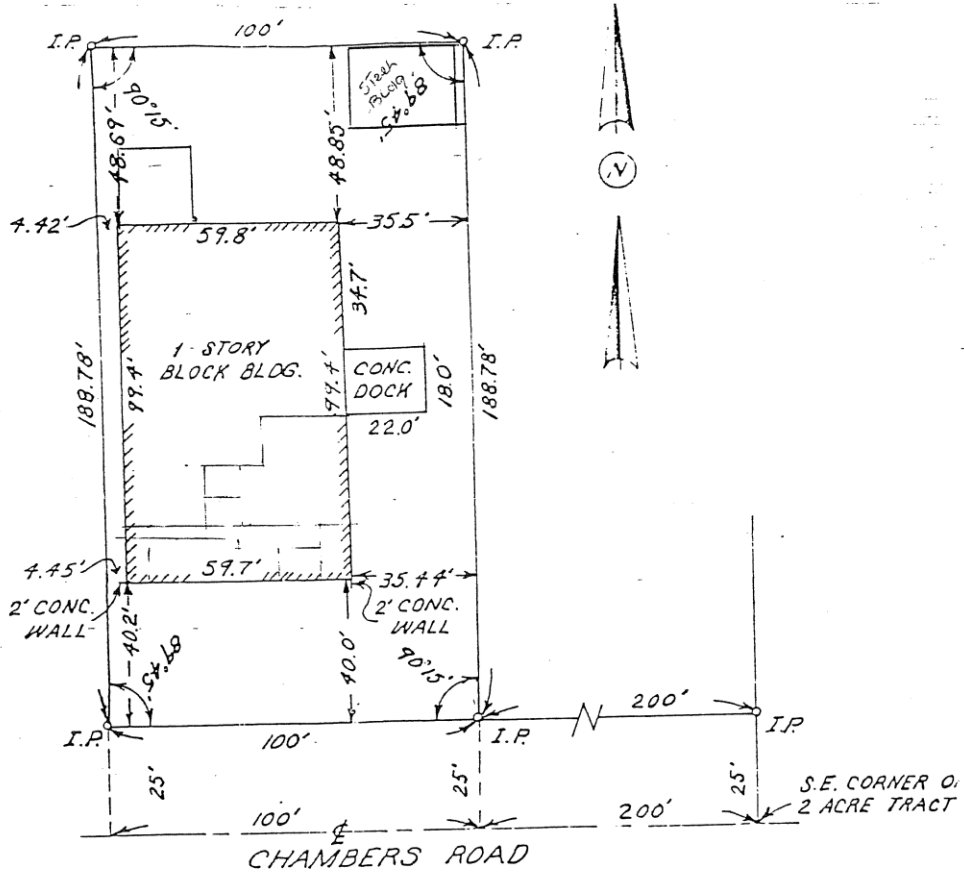 100'
I.P.
I.P.
Steel
Bldg.
89°45'
90°15'
48.69'
48.85'
N
4.42'
59.8'
35.5'
34.7'
1-STORY
BLOCK BLDG.
CONC.
DOCK
18.0'
188.78'
99.4'
99.4'
188.78'
22.0'
4.45'
59.7'
35.44'
2' CONC.
WALL
2' CONC.
WALL
40.2'
89°45'
40.0'
90°15'
200'
I.P.
100'
I.P.
I.P.
25'
25'
25'
S.E. CORNER O
2 ACRE TRACT
100'
200'
CHAMBERS ROAD